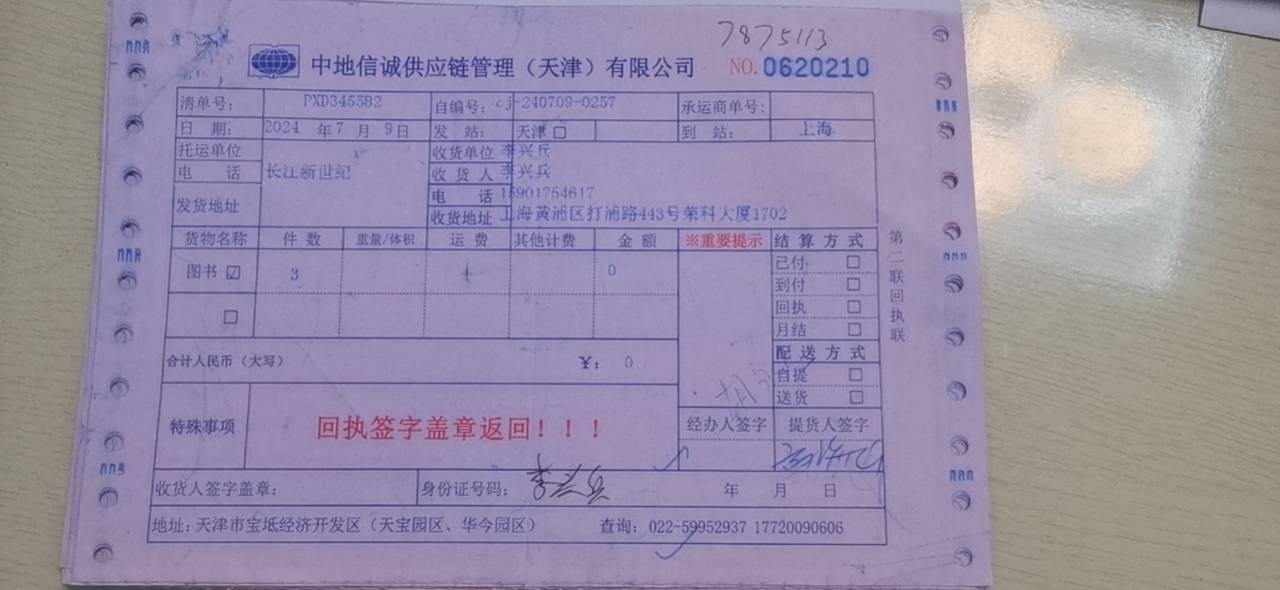 7875113
中地信诚供应链管理（天津）有限公司 NO.0620210
清单号： PXD345582 自编号：cj-240709-0257 承运商单号：
日 期： 2024 年 7 月 9 日 发 站： 天津 □ 到 站： 上海
托运单位 收货单位 李兴兵
电 话 长江新世纪 收 货 人 李兴兵
电 话 15901754617
发货地址 收货地址 上海黄浦区打浦路443号荣科大厦1702
货物名称 件 数 重量/体积 运 费 其他计费 金 额 ※重要提示 结 算 方 式
图书 ☑ 3 0 已付 □
到付 □
□ 回执 □
月结 □
合计人民币（大写） ¥： 0 配 送 方 式
自提 □
送货 □
特殊事项 回执签字盖章返回！！！ 经办人签字 提货人签字
收货人签字盖章： 身份证号码： 李兴兵 年 月 日
地址：天津市宝坻经济开发区（天宝园区、华今园区） 查询：022-59952937 17720090606
第二联回执联